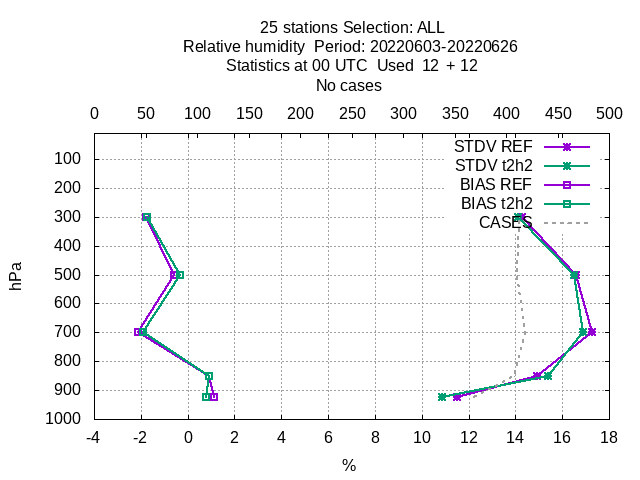 25 stations Selection: ALL
Relative humidity  Period: 20220603-20220626
Statistics at 00 UTC  Used  12  + 12
No cases
0 50 100 150 200 250 300 350 400 450 500
STDV REF
STDV t2h2
BIAS REF
BIAS t2h2
CASES
100
200
300
400
500
600
700
800
900
1000
hPa
-4 -2 0 2 4 6 8 10 12 14 16 18
%